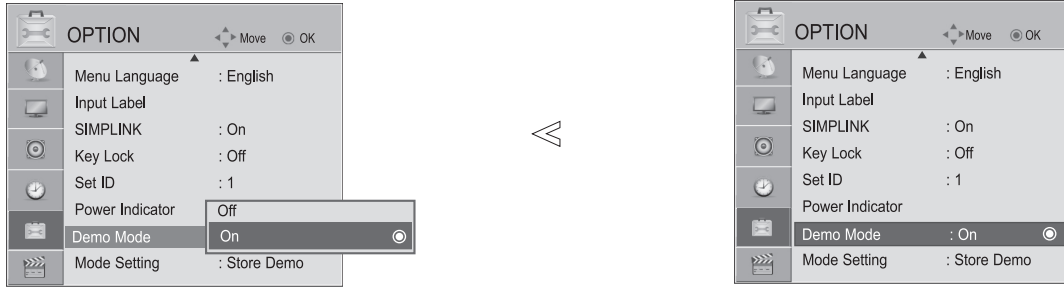 OPTION Move OK
Menu Language : English
Input Label
SIMPLINK : On
Key Lock : Off
Set ID : 1
Power Indicator Off
Demo Mode On
Mode Setting : Store Demo
OPTION Move OK
Menu Language : English
Input Label
SIMPLINK : On
Key Lock : Off
Set ID : 1
Power Indicator
Demo Mode : On
Mode Setting : Store Demo